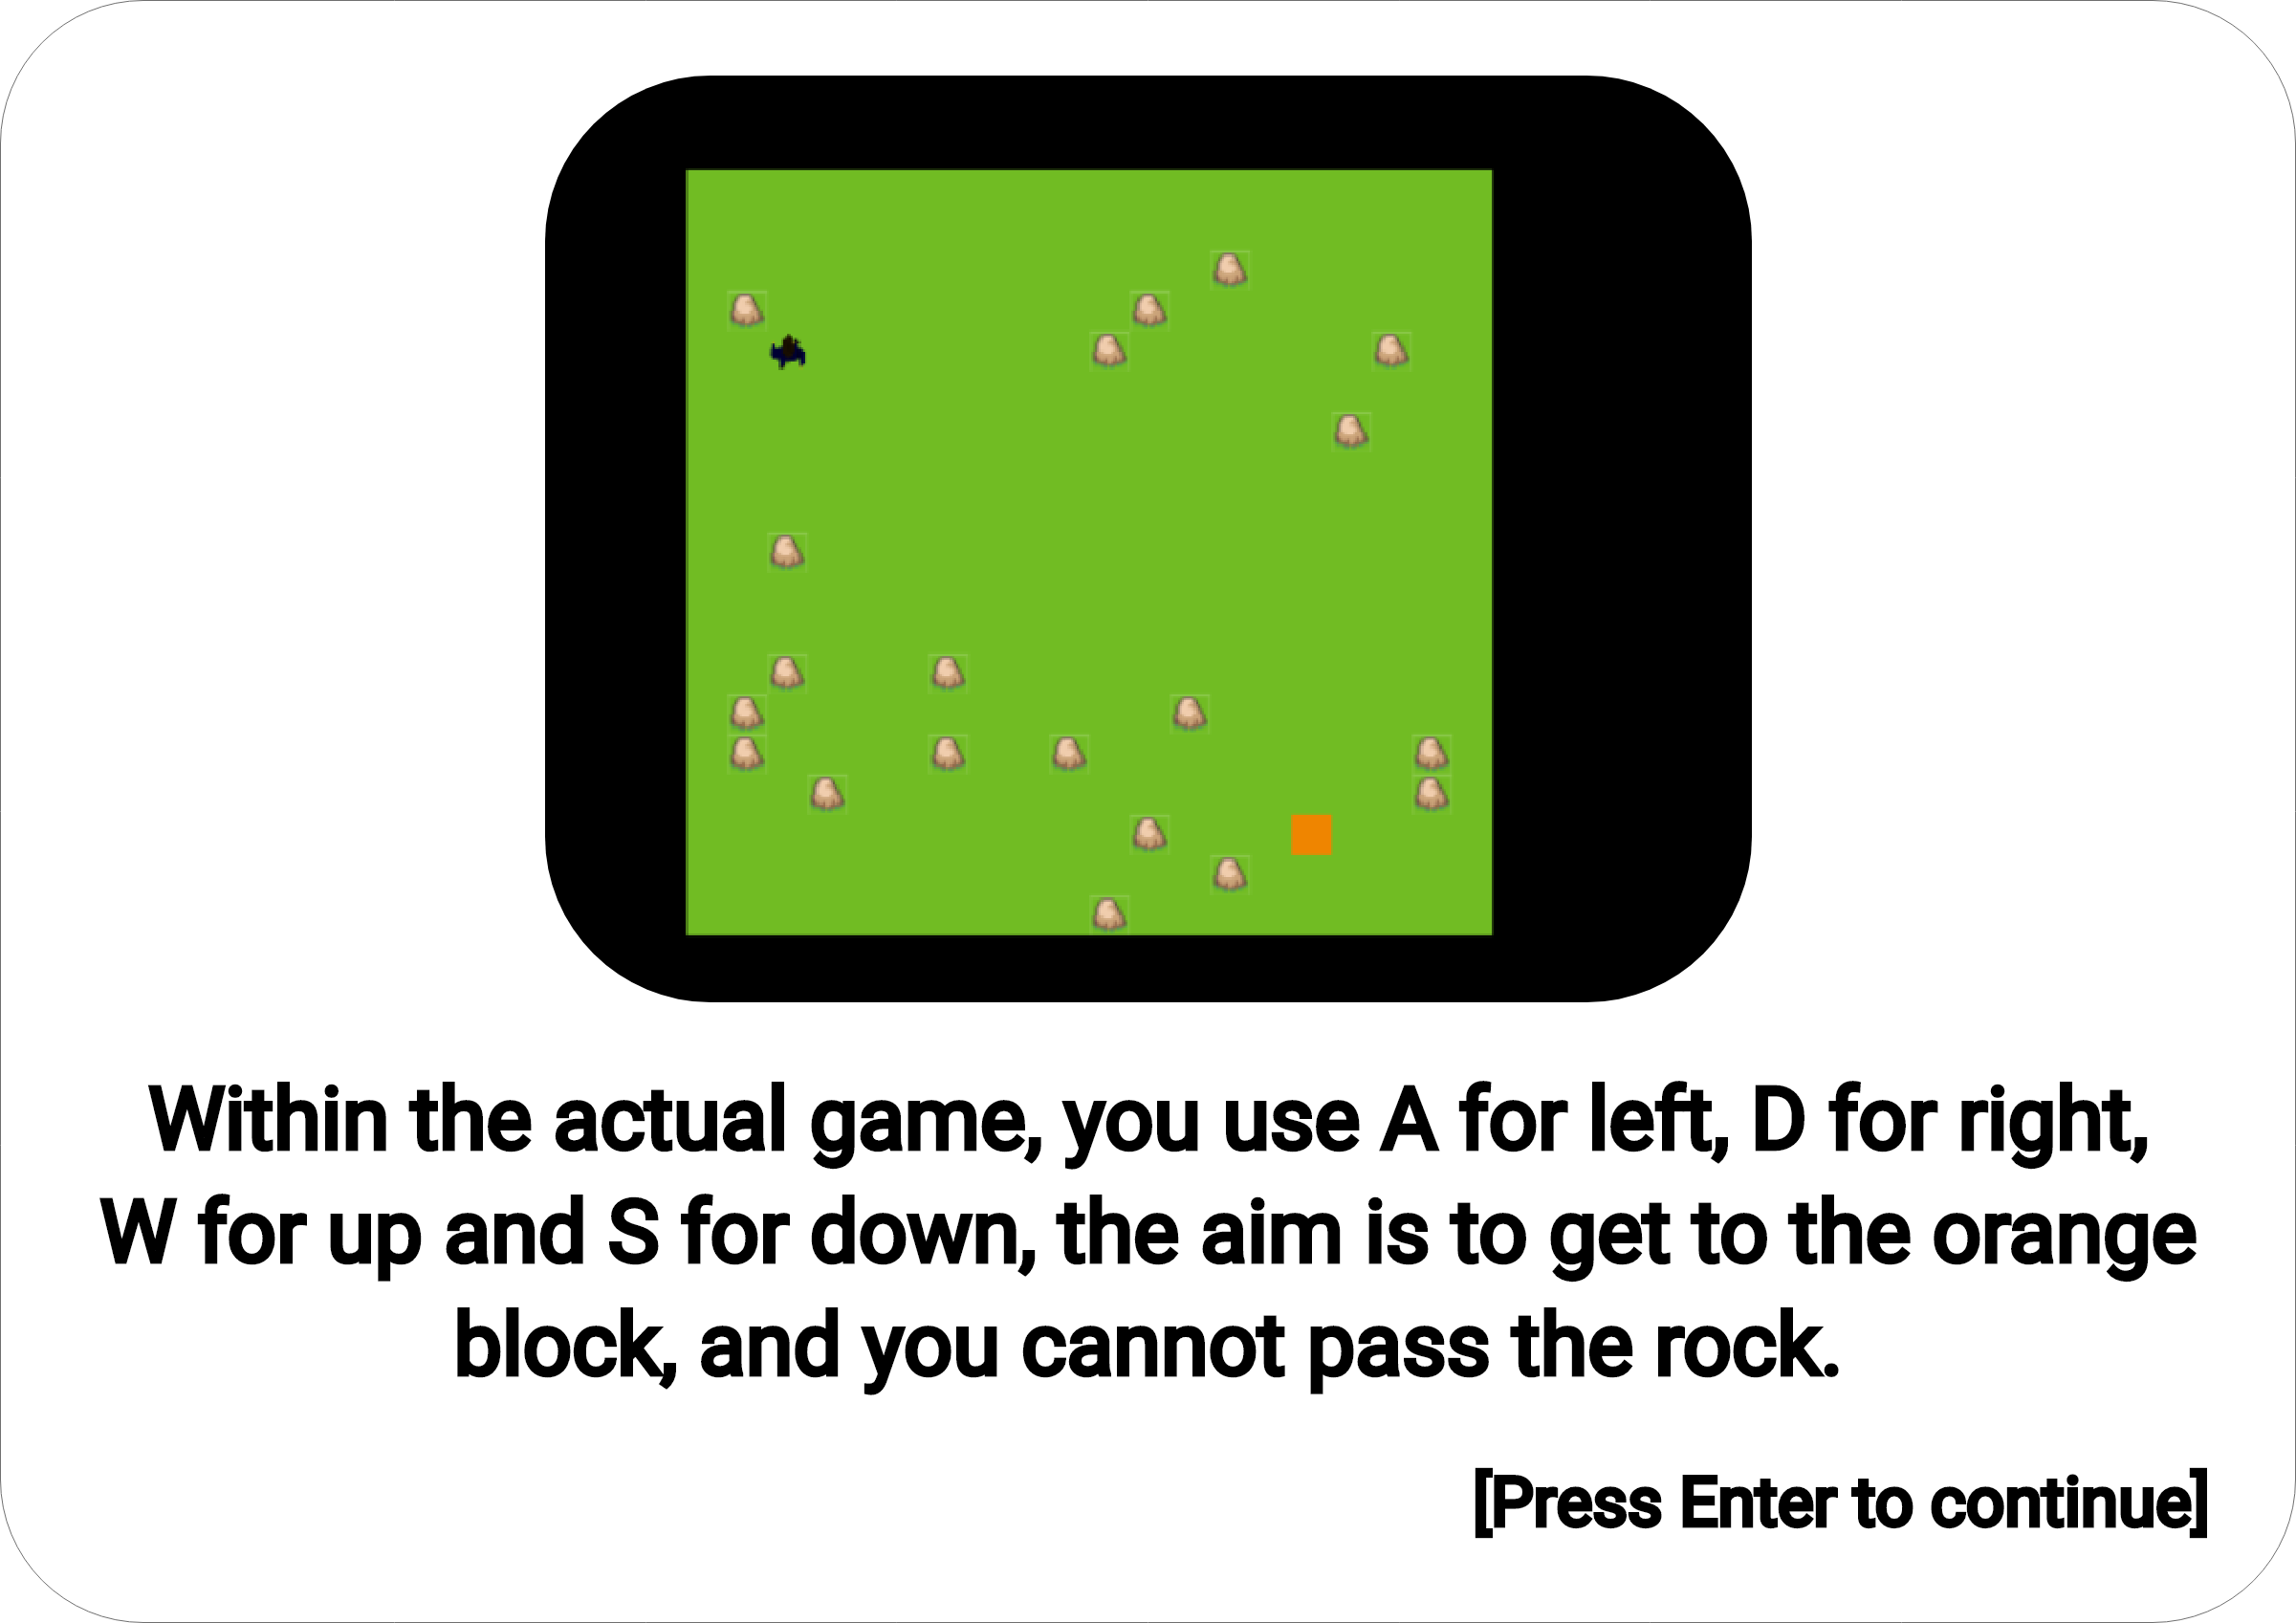 Within the actual game, you use A for left, D for right,
W for up and S for down, the aim is to get to the orange
block, and you cannot pass the rock.
[Press Enter to continue]